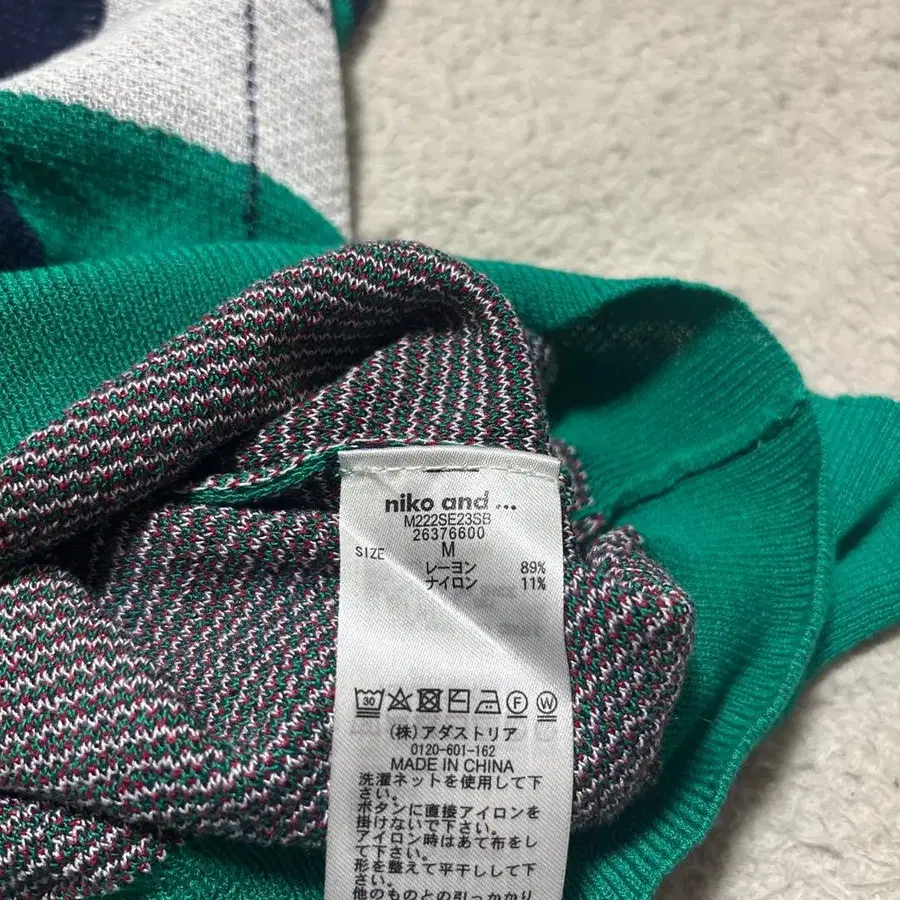 niko and ...
M222SE23SB
26376600
SIZE M
レーヨン 89%
ナイロン 11%
30 F W
(株)アダストリア
0120-601-162
MADE IN CHINA
洗濯ネットを使用して下
さい。
ボタンに直接アイロンを
掛けないで下さい。
アイロン時はあて布をし
て下さい。
形を整えて平干しして下
さい。
他のものとの引っかかり